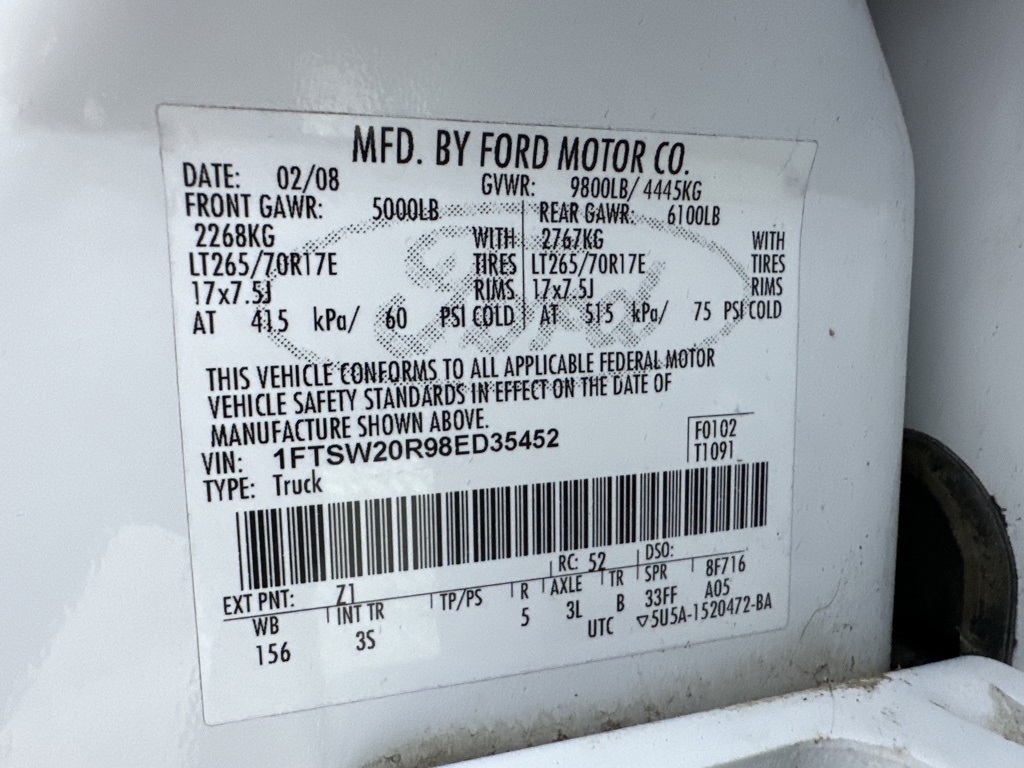 MFD. BY FORD MOTOR CO.
DATE: 02/08 GVWR: 9800LB/ 4445KG
FRONT GAWR: 5000LB REAR GAWR: 6100LB
2268KG WITH 2767KG WITH
LT265/70R17E TIRES LT265/70R17E TIRES
17x7.5J RIMS 17x7.5J RIMS
AT 415 kPa/ 60 PSI COLD AT 515 kPa/ 75 PSI COLD
Ford
THIS VEHICLE CONFORMS TO ALL APPLICABLE FEDERAL MOTOR
VEHICLE SAFETY STANDARDS IN EFFECT ON THE DATE OF
MANUFACTURE SHOWN ABOVE.
VIN: 1FTSW20R98ED35452 F0102
TYPE: Truck T1091
EXT PNT: Z1 RC: 52 DSO:
WB INT TR TP/PS R AXLE TR SPR 8F716
156 3S 5 3L B 33FF A05
UTC ▽5U5A-1520472-BA